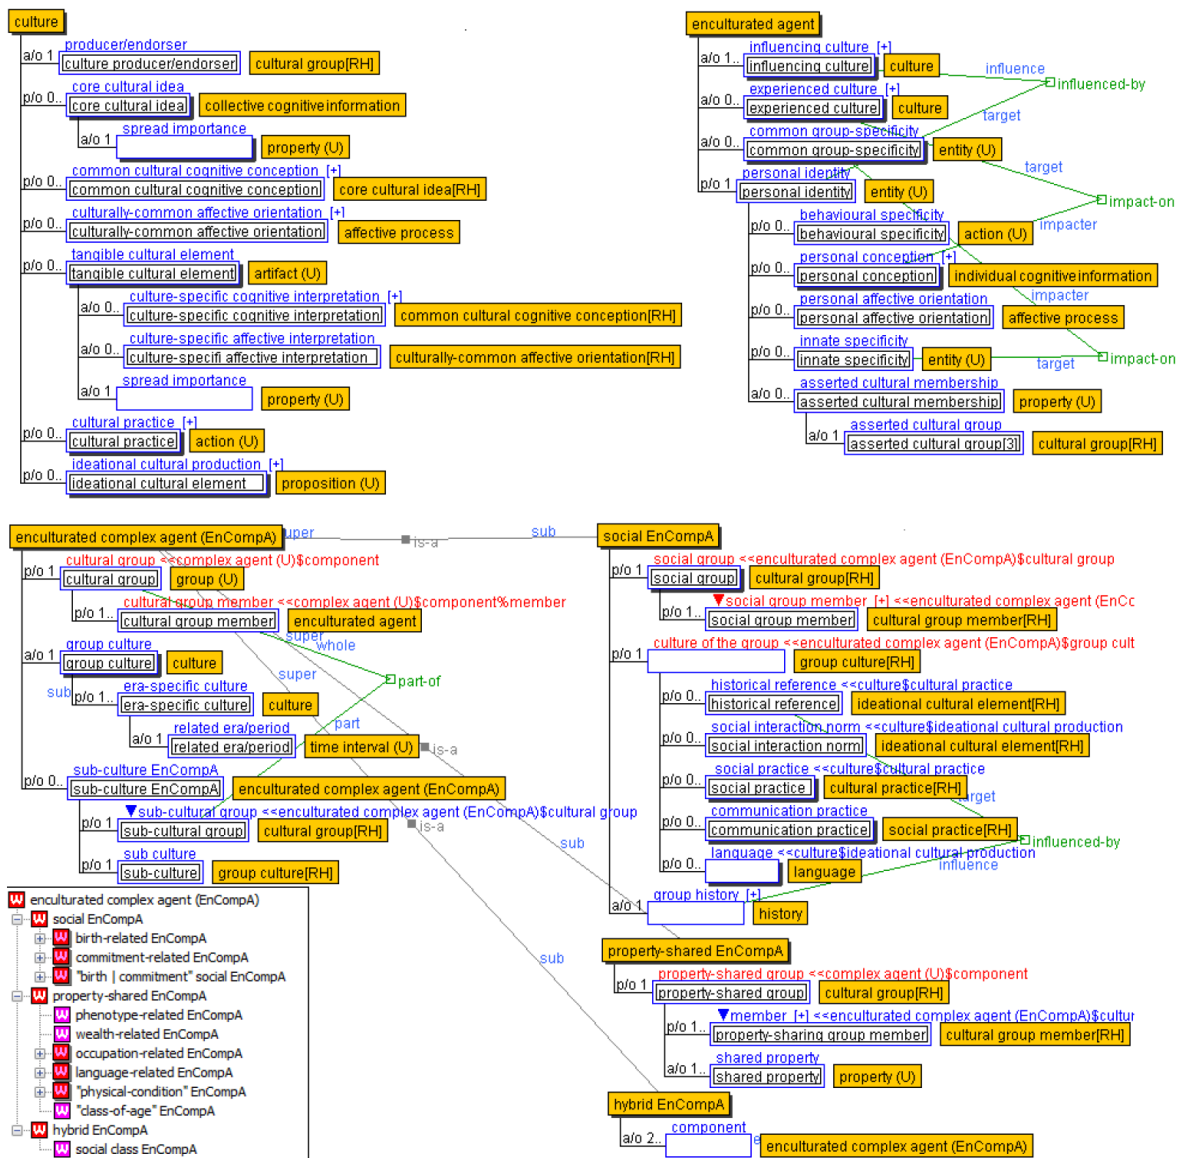 culture
producer/endorser
a/o 1 culture producer/endorser cultural group[RH]
core cultural idea
p/o 0.. core cultural idea collective cognitive information
spread importance
a/o 1 property (U)
common cultural cognitive conception [+]
p/o 0.. common cultural cognitive conception core cultural idea[RH]
culturally-common affective orientation [+]
p/o 0.. culturally-common affective orientation affective process
tangible cultural element
p/o 0.. tangible cultural element artifact (U)
culture-specific cognitive interpretation [+]
a/o 0.. culture-specific cognitive interpretation common cultural cognitive conception[RH]
culture-specific affective interpretation
a/o 0.. culture-specifi affective interpretation culturally-common affective orientation[RH]
spread importance
a/o 1 property (U)
cultural practice [+]
p/o 0.. cultural practice action (U)
ideational cultural production [+]
p/o 0.. ideational cultural element proposition (U)
enculturated agent
influencing culture [+]
a/o 1.. influencing culture culture
influence
influenced-by
experienced culture [+]
a/o 0.. experienced culture culture
target
common group-specificity
a/o 0.. common group-specificity entity (U)
target
personal identity
p/o 1 personal identity entity (U)
impact-on
behavioural specificity
p/o 0.. behavioural specificity action (U)
impacter
personal conception [+]
p/o 0.. personal conception individual cognitive information
impacter
personal affective orientation
p/o 0.. personal affective orientation affective process
innate specificity
p/o 0.. innate specificity entity (U)
target
impact-on
asserted cultural membership
a/o 0.. asserted cultural membership property (U)
asserted cultural group
a/o 1 asserted cultural group[3] cultural group[RH]
enculturated complex agent (EnCompA)
uper
is-a
sub
cultural group <<complex agent (U)$component
p/o 1 cultural group group (U)
cultural group member <<complex agent (U)$component%member
p/o 1.. cultural group member enculturated agent
super
whole
group culture
a/o 1 group culture culture
super
part-of
sub
era-specific culture
p/o 1.. era-specific culture culture
part
related era/period
a/o 1 related era/period time interval (U)
is-a
sub-culture EnCompA
p/o 0.. sub-culture EnCompA enculturated complex agent (EnCompA)
sub-cultural group <<enculturated complex agent (EnCompA)$cultural group
p/o 1 sub-cultural group cultural group[RH]
is-a
sub
sub culture
p/o 1 sub-culture group culture[RH]
social EnCompA
social group <<enculturated complex agent (EnCompA)$cultural group
p/o 1 social group cultural group[RH]
social group member [+] <<enculturated complex agent (EnCc
p/o 1.. social group member cultural group member[RH]
culture of the group <<enculturated complex agent (EnCompA)$group cult
p/o 1 group culture[RH]
historical reference <<culture$cultural practice
p/o 0.. historical reference ideational cultural element[RH]
social interaction norm <<culture$ideational cultural production
p/o 0.. social interaction norm ideational cultural element[RH]
social practice <<culture$cultural practice
p/o 0.. social practice cultural practice[RH]
target
communication practice
p/o 0.. communication practice social practice[RH]
influenced-by
language <<culture$ideational cultural production
p/o 0.. language
influence
group history [+]
a/o 1 history
sub
property-shared EnCompA
property-shared group <<complex agent (U)$component
p/o 1 property-shared group cultural group[RH]
member [+] <<enculturated complex agent (EnCompA)$cultur
p/o 1.. property-sharing group member cultural group member[RH]
shared property
a/o 1.. shared property property (U)
hybrid EnCompA
component
a/o 2.. enculturated complex agent (EnCompA)
enculturated complex agent (EnCompA)
social EnCompA
birth-related EnCompA
commitment-related EnCompA
"birth | commitment" social EnCompA
property-shared EnCompA
phenotype-related EnCompA
wealth-related EnCompA
occupation-related EnCompA
language-related EnCompA
"physical-condition" EnCompA
"class-of-age" EnCompA
hybrid EnCompA
social class EnCompA